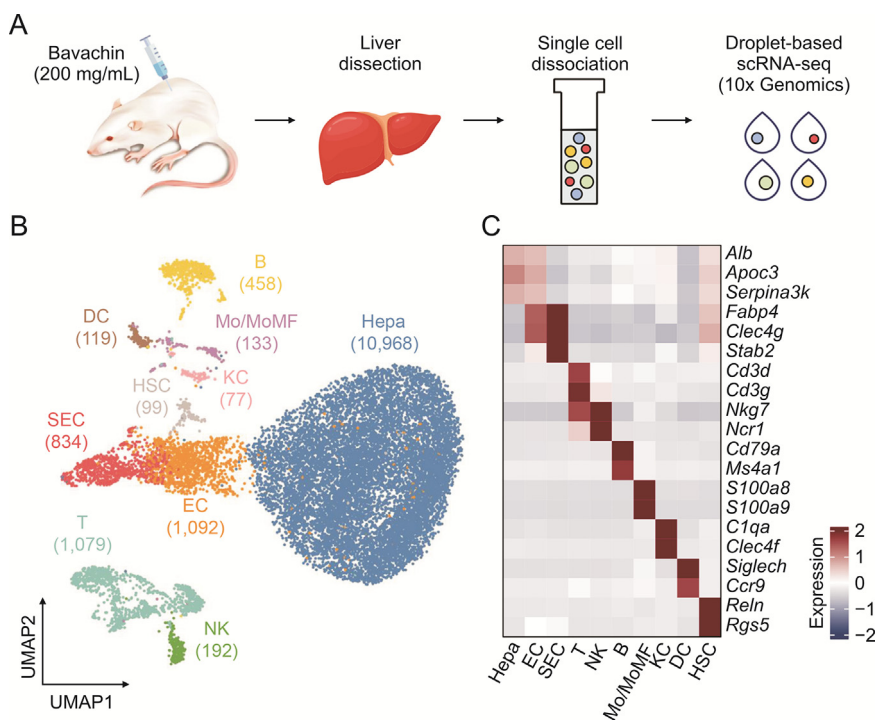 A
Bavachin
(200 mg/mL)
Liver
dissection
Single cell
dissociation
Droplet-based
scRNA-seq
(10x Genomics)
B
B
(458)
DC
(119)
Mo/MoMF
(133)
Hepa
(10,968)
HSC
(99)
KC
(77)
SEC
(834)
EC
(1,092)
T
(1,079)
NK
(192)
UMAP2
UMAP1
C
Alb
Apoc3
Serpina3k
Fabp4
Clec4g
Stab2
Cd3d
Cd3g
Nkg7
Ncr1
Cd79a
Ms4a1
S100a8
S100a9
C1qa
Clec4f
Siglech
Ccr9
Reln
Rgs5
Hepa
EC
SEC
T
NK
B
Mo/MoMF
KC
DC
HSC
Expression
2
1
0
−1
−2